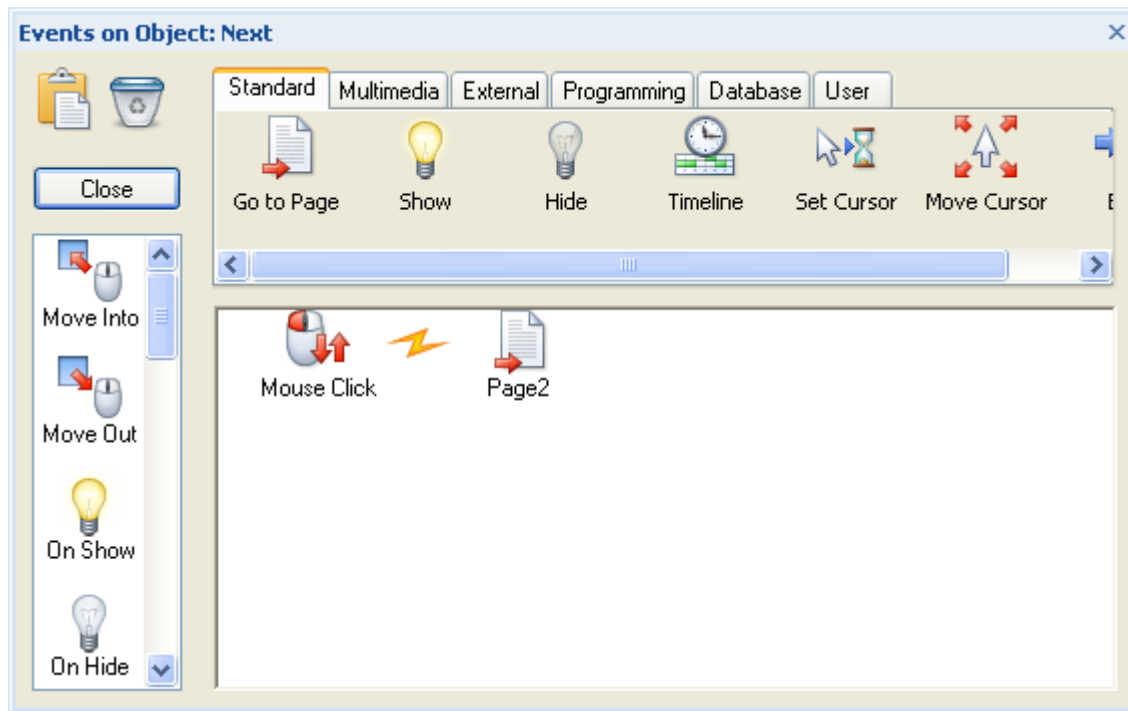 Events on Object: Next
Standard Multimedia External Programming Database User
Close
Go to Page Show Hide Timeline Set Cursor Move Cursor
Move Into
Mouse Click Page2
Move Out
On Show
On Hide